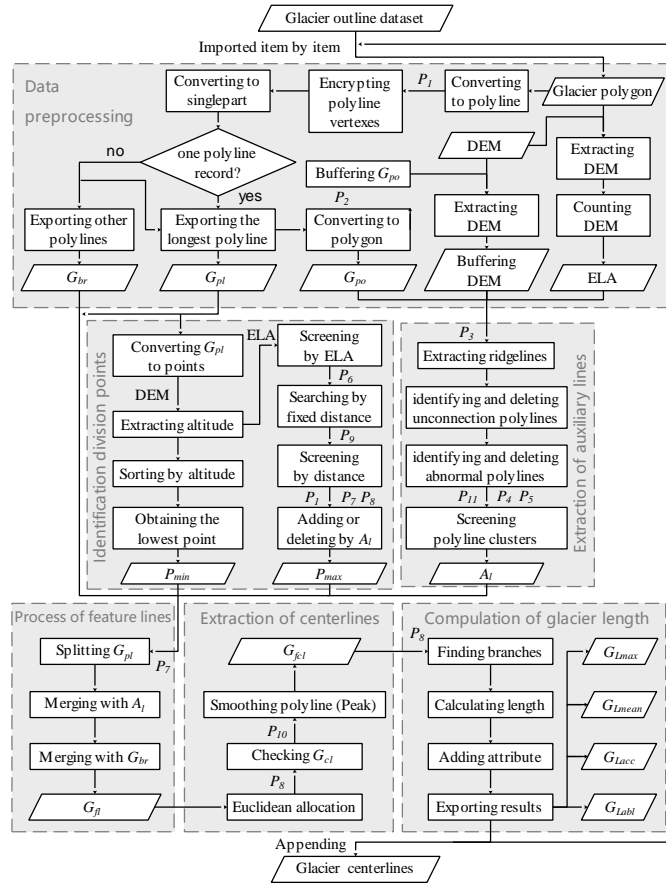 Glacier outline dataset
Imported item by item
Data
preprocessing
Converting to
singlepart
Encrypting
polyline
vertexes
P1
Converting
to polyline
Glacier polygon
no
one polyline
record?
yes
Buffering Gpo
DEM
Extracting
DEM
P2
Exporting other
polylines
Exporting the
longest polyline
Converting to
polygon
Extracting
DEM
Counting
DEM
Gbr
Gpl
Gpo
Buffering
DEM
ELA
Identification division points
Converting Gpl
to points
DEM
Extracting altitude
Sorting by altitude
Obtaining the
lowest point
Pmin
ELA
Screening
by ELA
P6
Searching by
fixed distance
P9
Screening
by distance
P1 P7 P8
Adding or
deleting by Al
Pmax
P3
Extracting ridgelines
identifying and deleting
unconnection polylines
identifying and deleting
abnormal polylines
P11 P4 P5
Screening
polyline clusters
Al
Extraction of auxiliary lines
Process of feature lines
Splitting Gpl
P7
Merging with Al
Merging with Gbr
Gfl
Extraction of centerlines
Gfcl
Smoothing polyline (Peak)
P10
Checking Gcl
P8
Euclidean allocation
Compulation of glacier length
P8
Finding branches
Calculating length
Adding attribute
Exporting results
GLmax
GLmean
GLacc
GLabl
Appending
Glacier centerlines